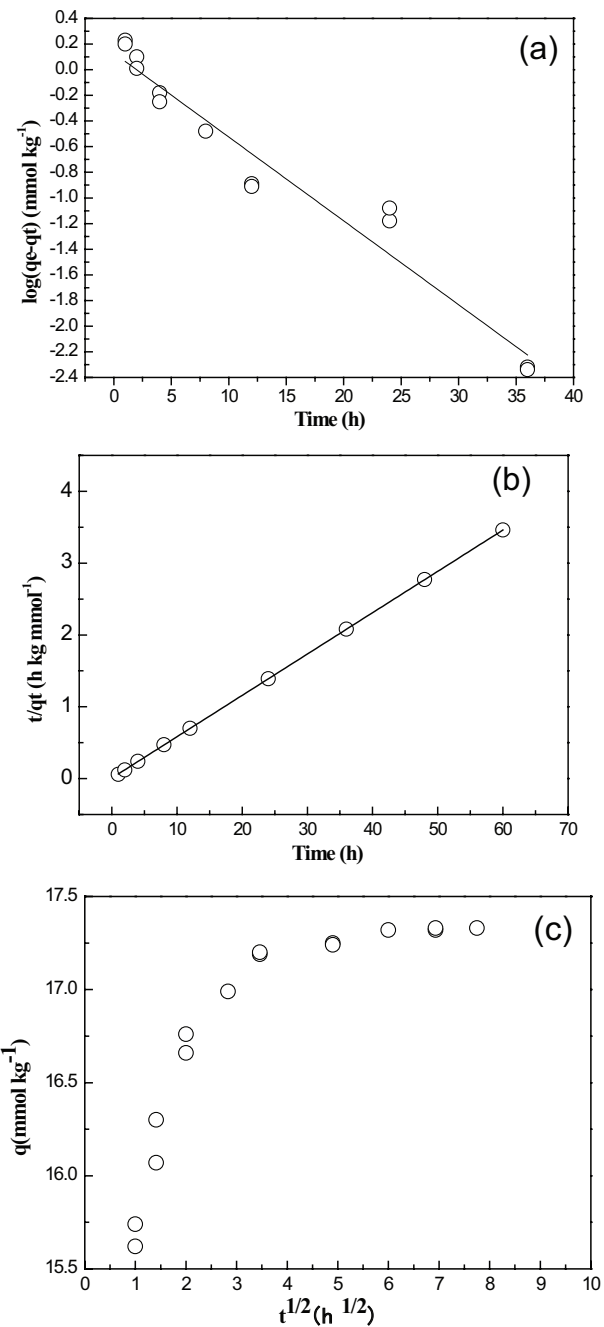 (a)
log(qe-qt) (mmol kg⁻¹)
0.4
0.2
0.0
-0.2
-0.4
-0.6
-0.8
-1.0
-1.2
-1.4
-1.6
-1.8
-2.0
-2.2
-2.4
0 5 10 15 20 25 30 35 40
Time (h)
(b)
t/qt (h kg mmol⁻¹)
4
3
2
1
0
0 10 20 30 40 50 60 70
Time (h)
(c)
q(mmol kg⁻¹)
17.5
17.0
16.5
16.0
15.5
0 1 2 3 4 5 6 7 8 9 10
t^1/2 (h ^1/2)